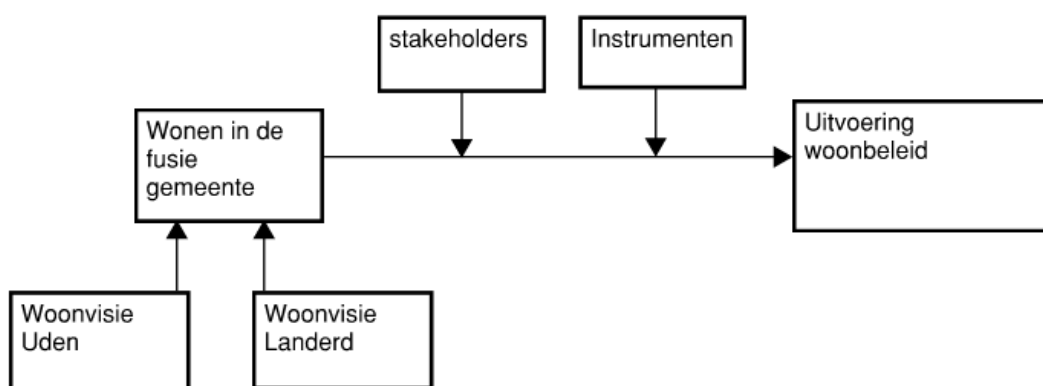 stakeholders
Instrumenten
Wonen in de
fusie
gemeente
Uitvoering
woonbeleid
Woonvisie
Uden
Woonvisie
Landerd